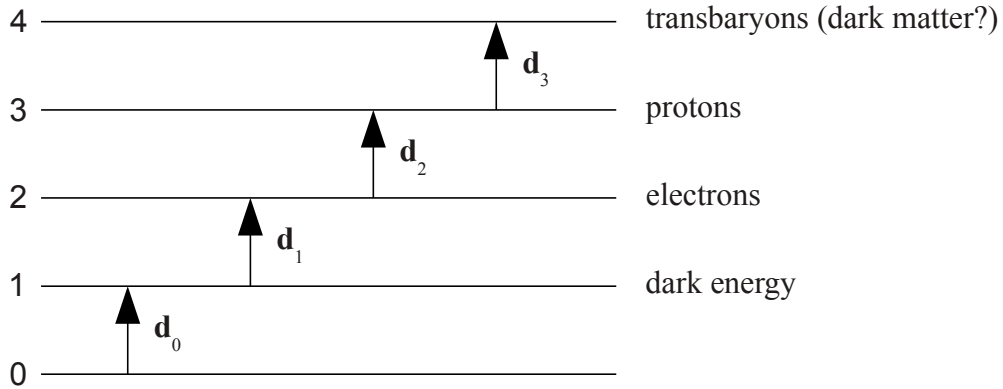 4 transbaryons (dark matter?)
d3
3 protons
d2
2 electrons
d1
1 dark energy
d0
0